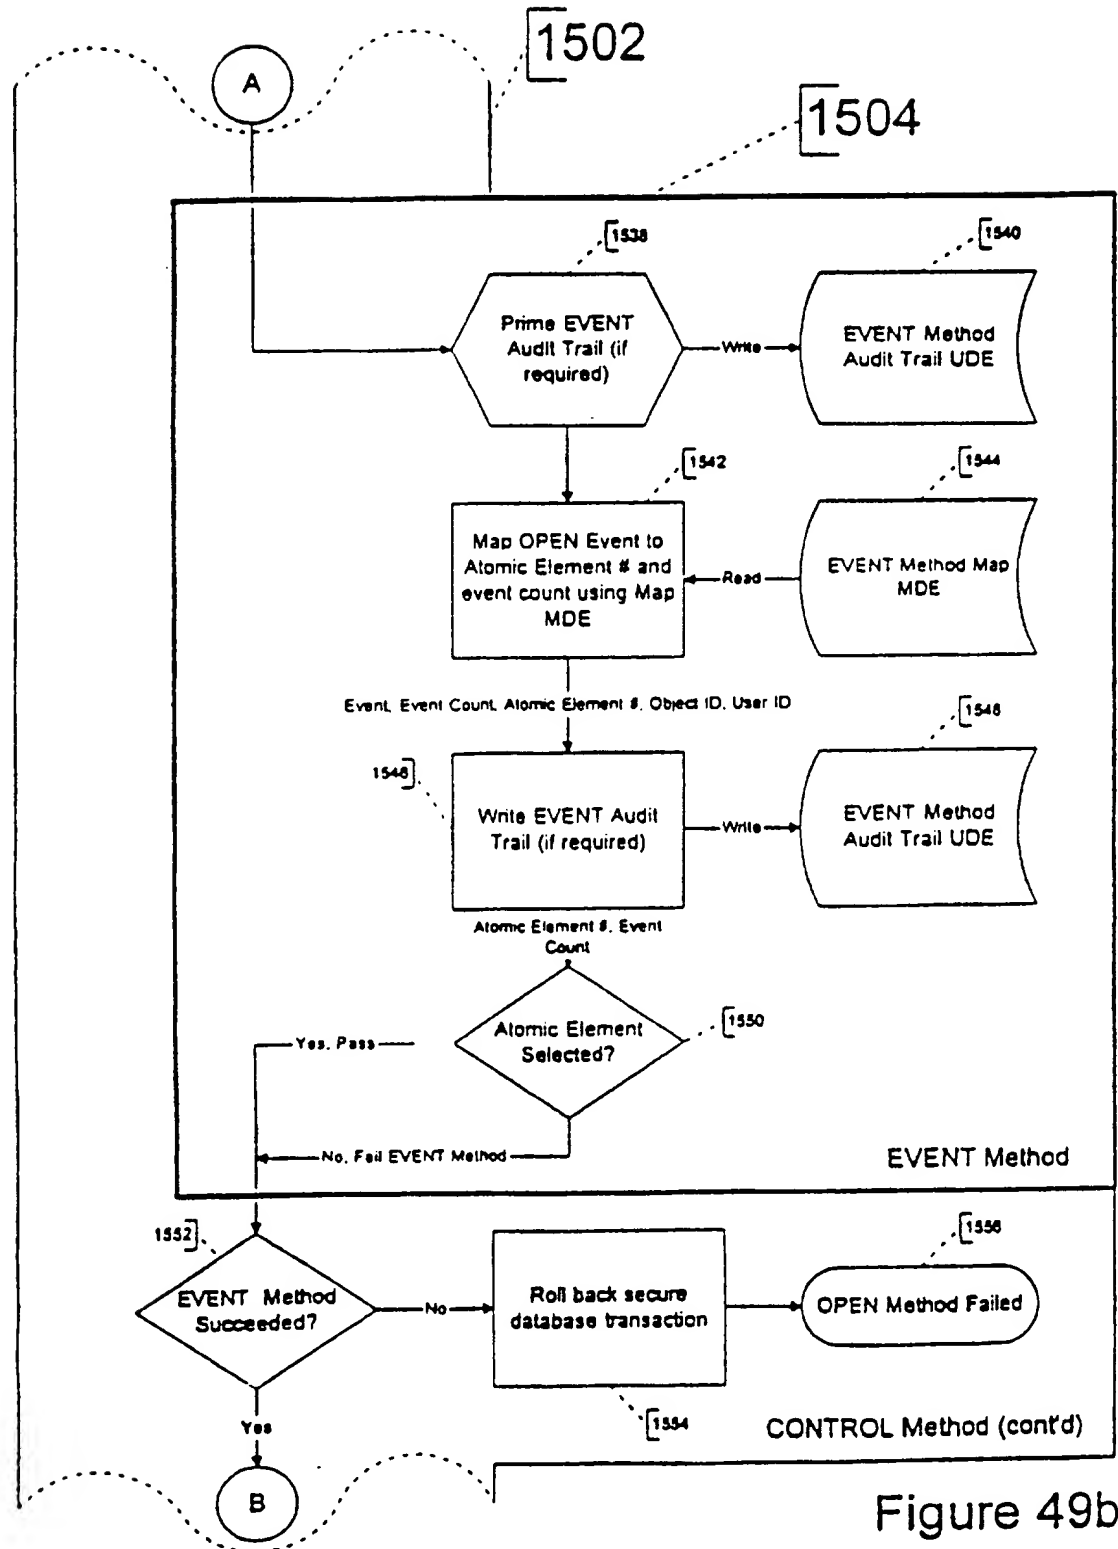 1502
A
1504
1538
1540
Prime EVENT
Audit Trail (if
required)
Write
EVENT Method
Audit Trail UDE
1542
1544
Map OPEN Event to
Atomic Element # and
event count using Map
MDE
Read
EVENT Method Map
MDE
Event, Event Count, Atomic Element #, Object ID, User ID
1546
1548
Write EVENT Audit
Trail (if required)
Write
EVENT Method
Audit Trail UDE
Atomic Element #, Event
Count
1550
Atomic Element
Selected?
Yes, Pass
No, Fail EVENT Method
EVENT Method
1552
1556
EVENT Method
Succeeded?
No
Roll back secure
database transaction
OPEN Method Failed
Yes
1554
CONTROL Method (cont'd)
B
Figure 49b